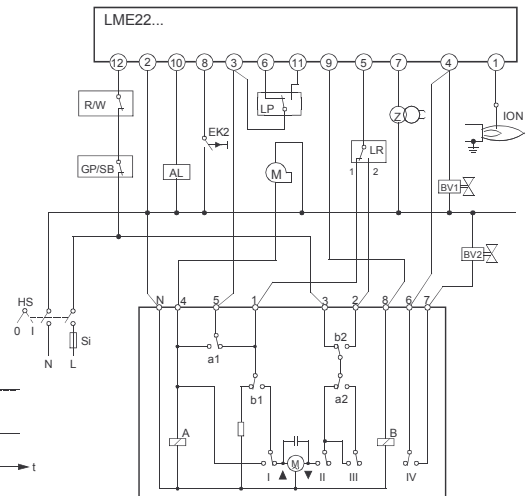 LME22...
12 2 10 8 3 6 11 9 5 7 4 1
R/W
LP
Z
ION
EK2
GP/SB
AL
M
LR
1 2
BV1
BV2
HS
0 I
Si
N L
N 4 5 1 3 2 8 6 7
a1
b2
b1
a2
A
B
I M II III IV
t